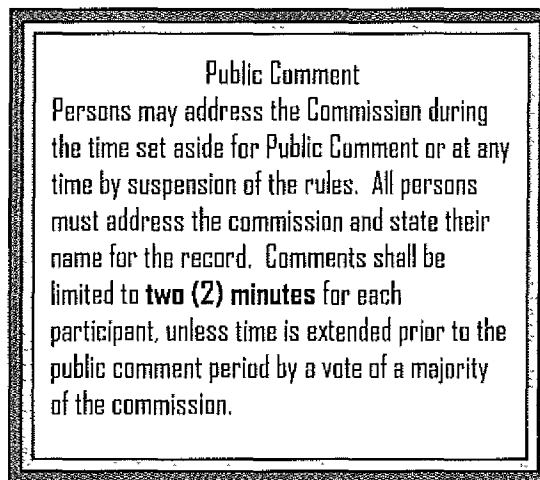 Public Comment
Persons may address the Commission during
the time set aside for Public Comment or at any
time by suspension of the rules. All persons
must address the commission and state their
name for the record. Comments shall be
limited to two (2) minutes for each
participant, unless time is extended prior to the
public comment period by a vote of a majority
of the commission.